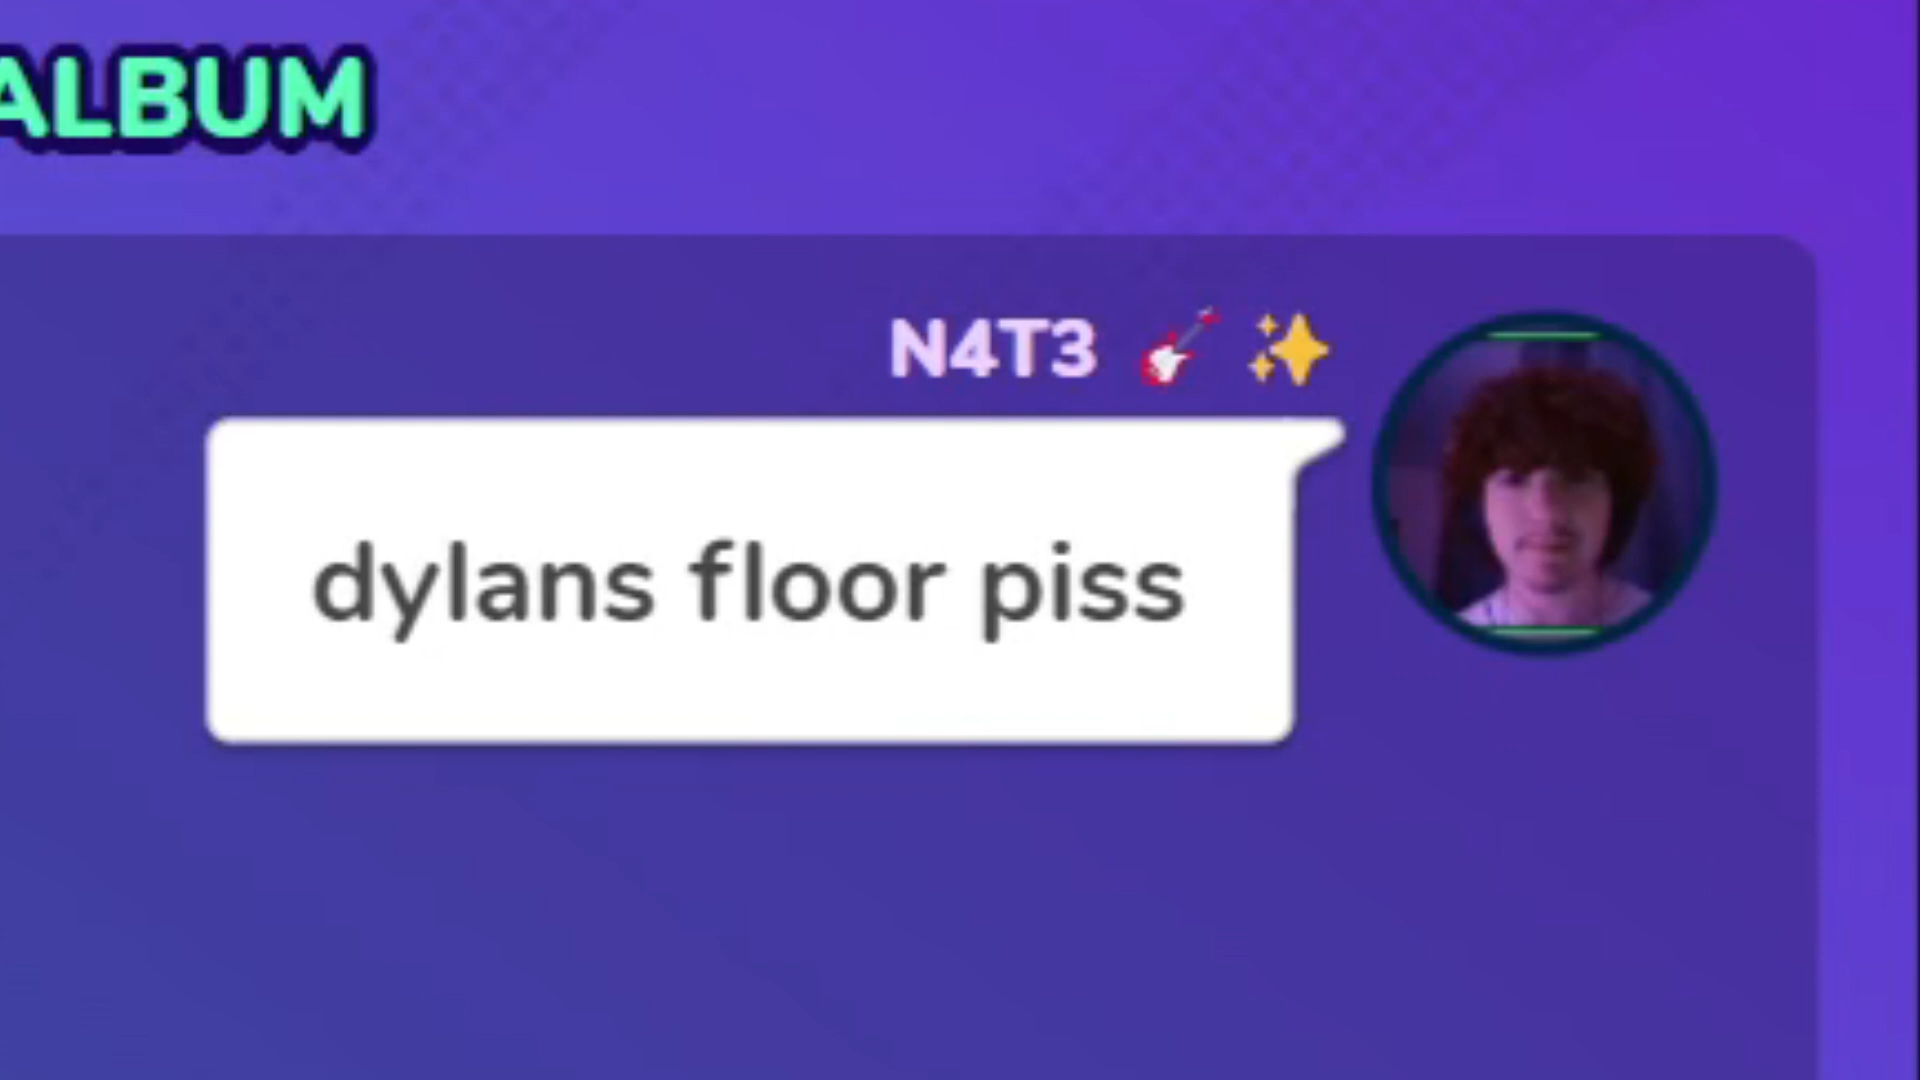 ALBUM
N4T3 🎸 ✨
dylans floor piss